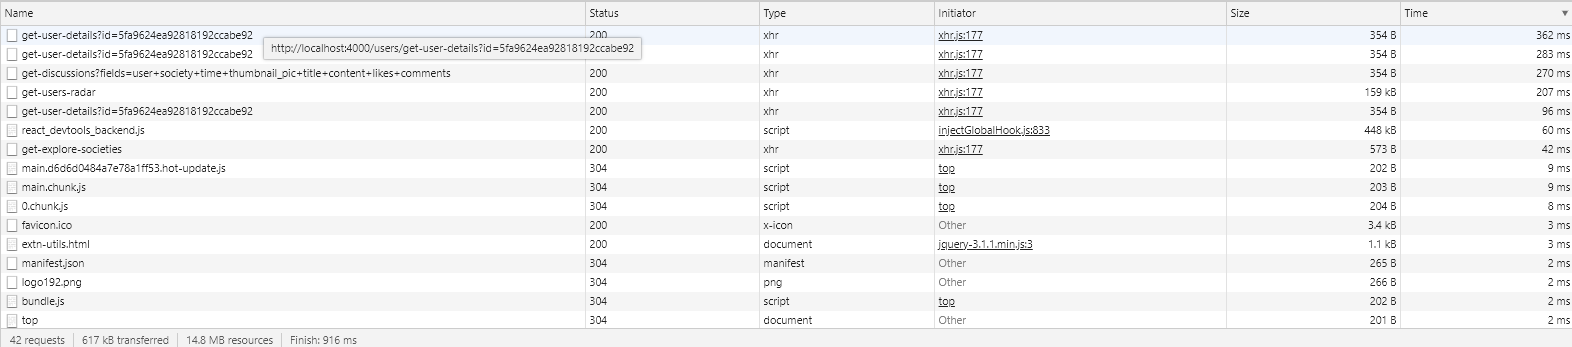 Name Status Type Initiator Size Time
get-user-details?id=5fa9624ea92818192ccabe92 200 xhr xhr.js:177 354 B 362 ms
http://localhost:4000/users/get-user-details?id=5fa9624ea92818192ccabe92
get-user-details?id=5fa9624ea92818192ccabe92 xhr xhr.js:177 354 B 283 ms
get-discussions?fields=user+society+time+thumbnail_pic+title+content+likes+comments 200 xhr xhr.js:177 354 B 270 ms
get-users-radar 200 xhr xhr.js:177 159 kB 207 ms
get-user-details?id=5fa9624ea92818192ccabe92 200 xhr xhr.js:177 354 B 96 ms
react_devtools_backend.js 200 script injectGlobalHook.js:833 448 kB 60 ms
get-explore-societies 200 xhr xhr.js:177 573 B 42 ms
main.d6d6d0484a7e78a1ff53.hot-update.js 304 script top 202 B 9 ms
main.chunk.js 304 script top 203 B 9 ms
0.chunk.js 304 script top 204 B 8 ms
favicon.ico 200 x-icon Other 3.4 kB 3 ms
extn-utils.html 200 document jquery-3.1.1.min.js:3 1.1 kB 3 ms
manifest.json 304 manifest Other 265 B 2 ms
logo192.png 304 png Other 266 B 2 ms
bundle.js 304 script top 202 B 2 ms
top 304 document Other 201 B 2 ms
42 requests 617 kB transferred 14.8 MB resources Finish: 916 ms